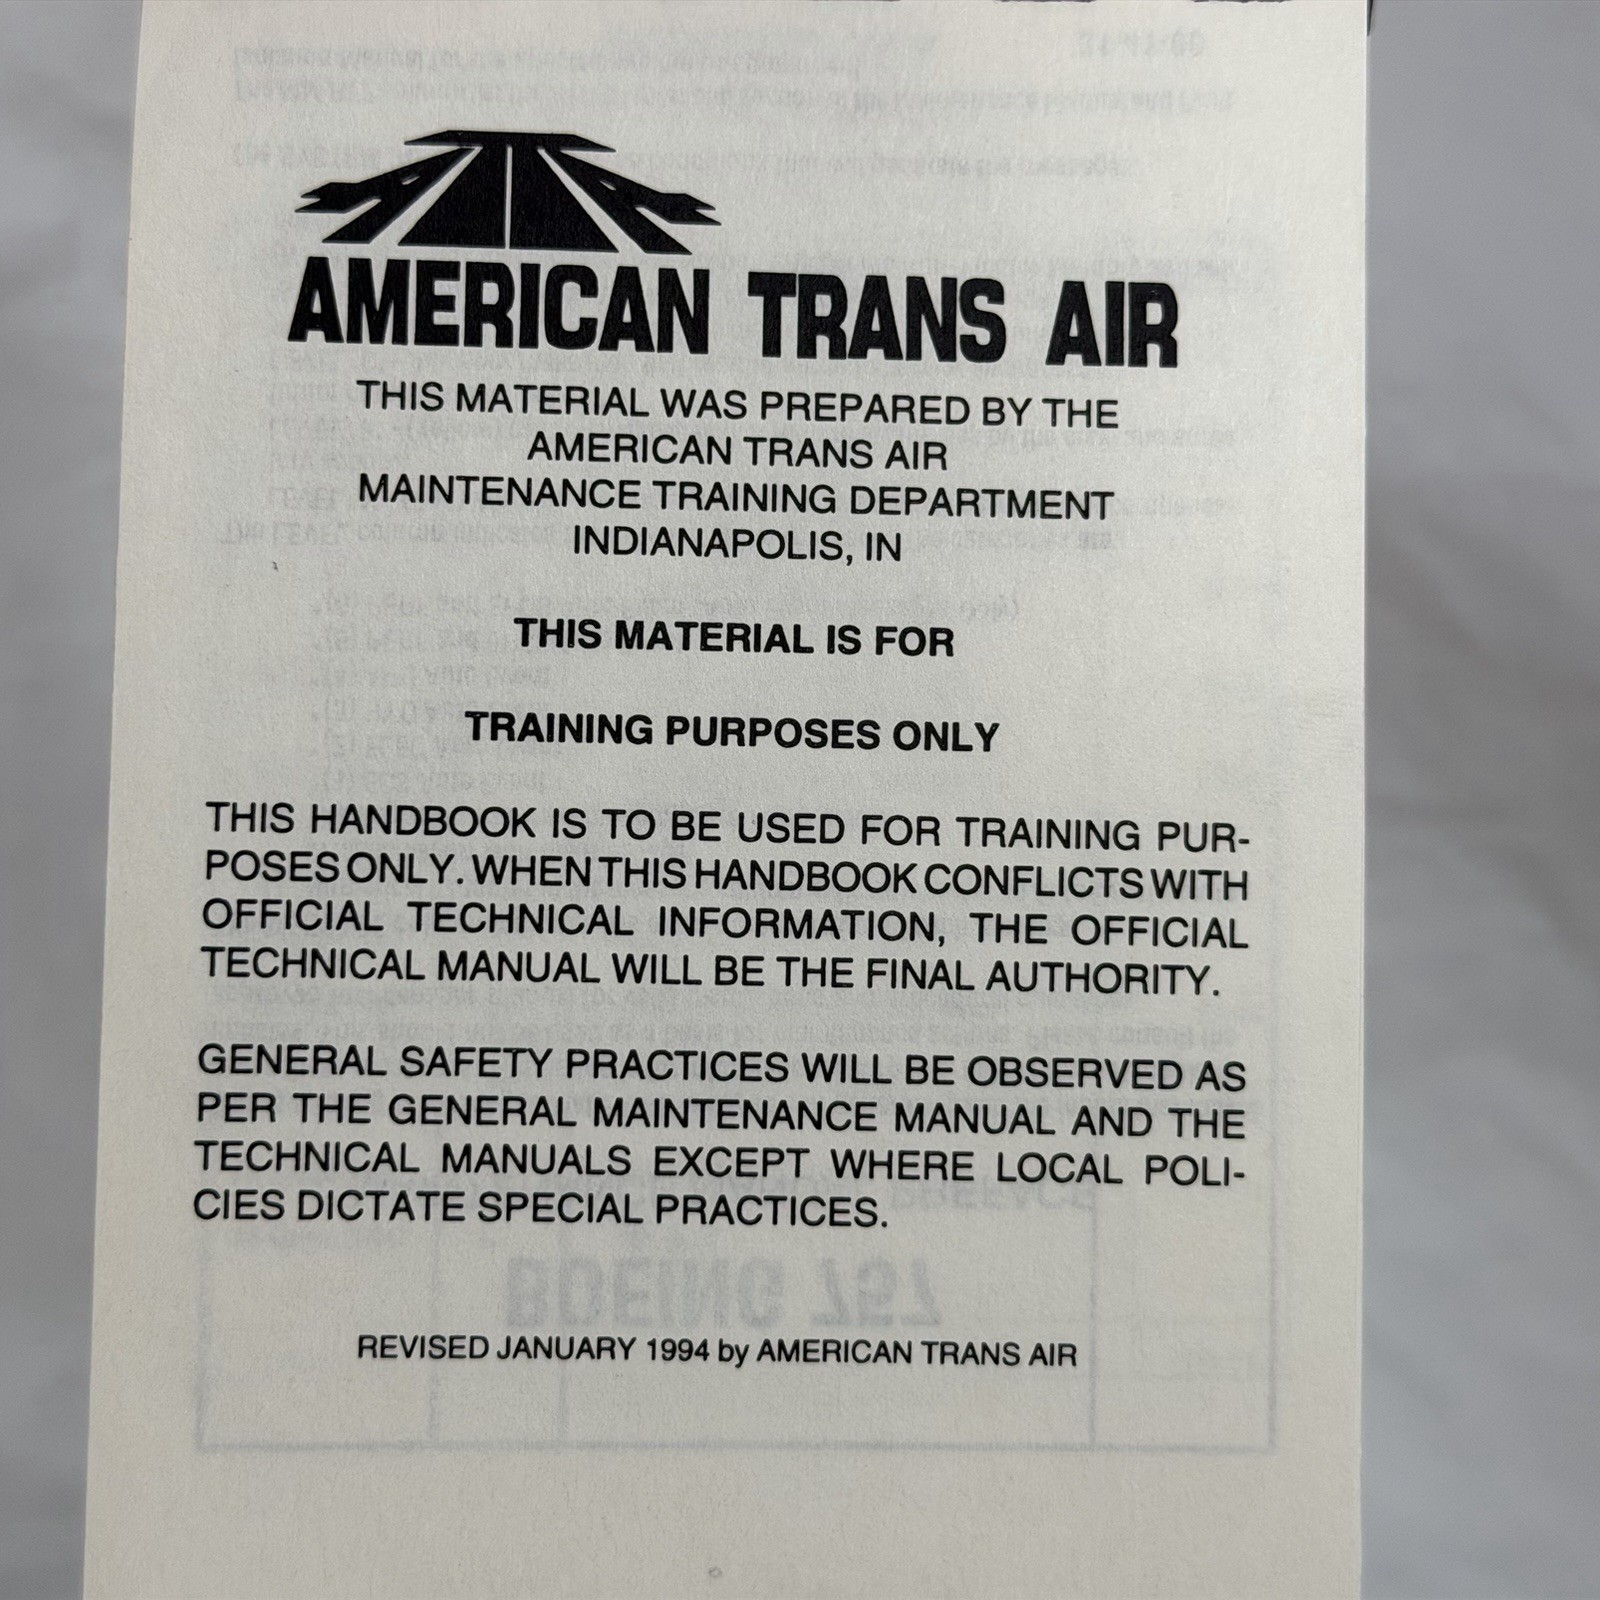 AMERICAN TRANS AIR
THIS MATERIAL WAS PREPARED BY THE
AMERICAN TRANS AIR
MAINTENANCE TRAINING DEPARTMENT
INDIANAPOLIS, IN
THIS MATERIAL IS FOR
TRAINING PURPOSES ONLY
THIS HANDBOOK IS TO BE USED FOR TRAINING PUR-
POSES ONLY. WHEN THIS HANDBOOK CONFLICTS WITH
OFFICIAL TECHNICAL INFORMATION, THE OFFICIAL
TECHNICAL MANUAL WILL BE THE FINAL AUTHORITY.
GENERAL SAFETY PRACTICES WILL BE OBSERVED AS
PER THE GENERAL MAINTENANCE MANUAL AND THE
TECHNICAL MANUALS EXCEPT WHERE LOCAL POLI-
CIES DICTATE SPECIAL PRACTICES.
BOEING 757
REVISED JANUARY 1994 by AMERICAN TRANS AIR